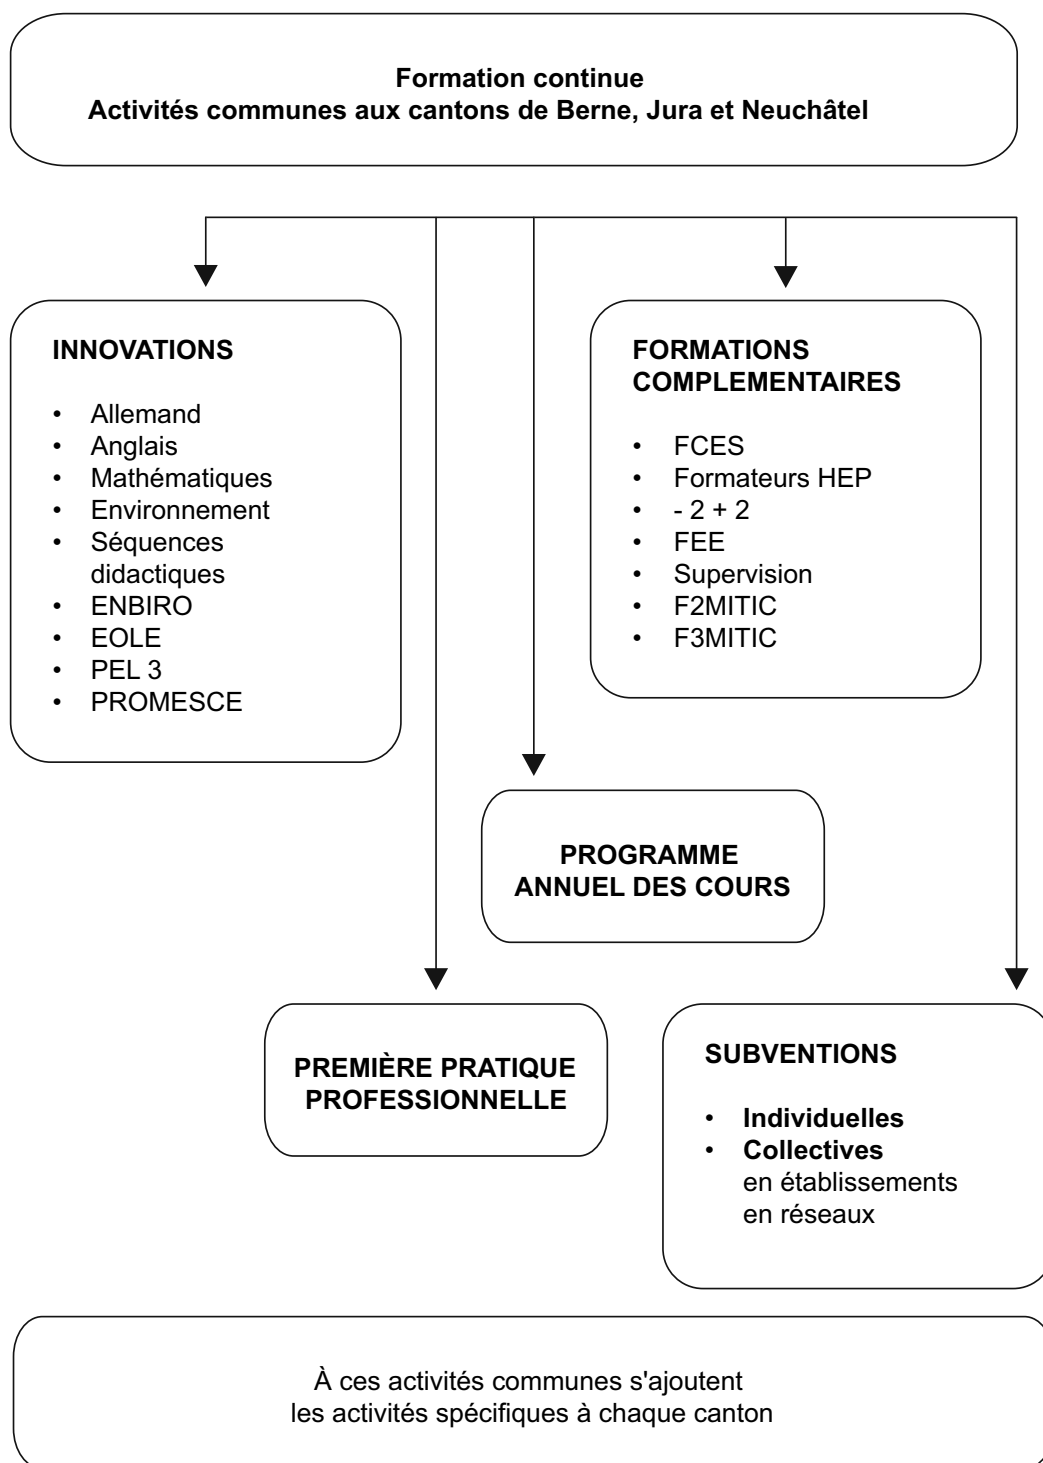 Formation continue
Activités communes aux cantons de Berne, Jura et Neuchâtel
INNOVATIONS
• Allemand
• Anglais
• Mathématiques
• Environnement
• Séquences
didactiques
• ENBIRO
• EOLE
• PEL 3
• PROMESCE
FORMATIONS
COMPLEMENTAIRES
• FCES
• Formateurs HEP
• - 2 + 2
• FEE
• Supervision
• F2MITIC
• F3MITIC
PROGRAMME
ANNUEL DES COURS
PREMIÈRE PRATIQUE
PROFESSIONNELLE
SUBVENTIONS
• Individuelles
• Collectives
en établissements
en réseaux
À ces activités communes s'ajoutent
les activités spécifiques à chaque canton